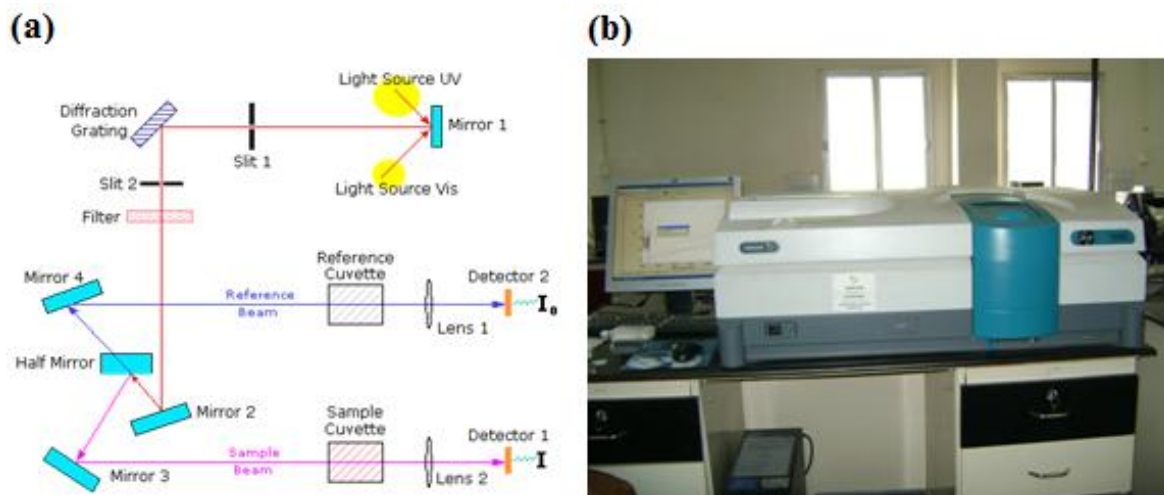 (a)
(b)
Light Source UV
Diffraction
Grating
Mirror 1
Slit 1
Slit 2
Light Source Vis
Filter
Mirror 4
Reference
Cuvette
Detector 2
Reference
Beam
I₀
Lens 1
Half Mirror
Mirror 2
Sample
Cuvette
Detector 1
Sample
Beam
I
Mirror 3
Lens 2